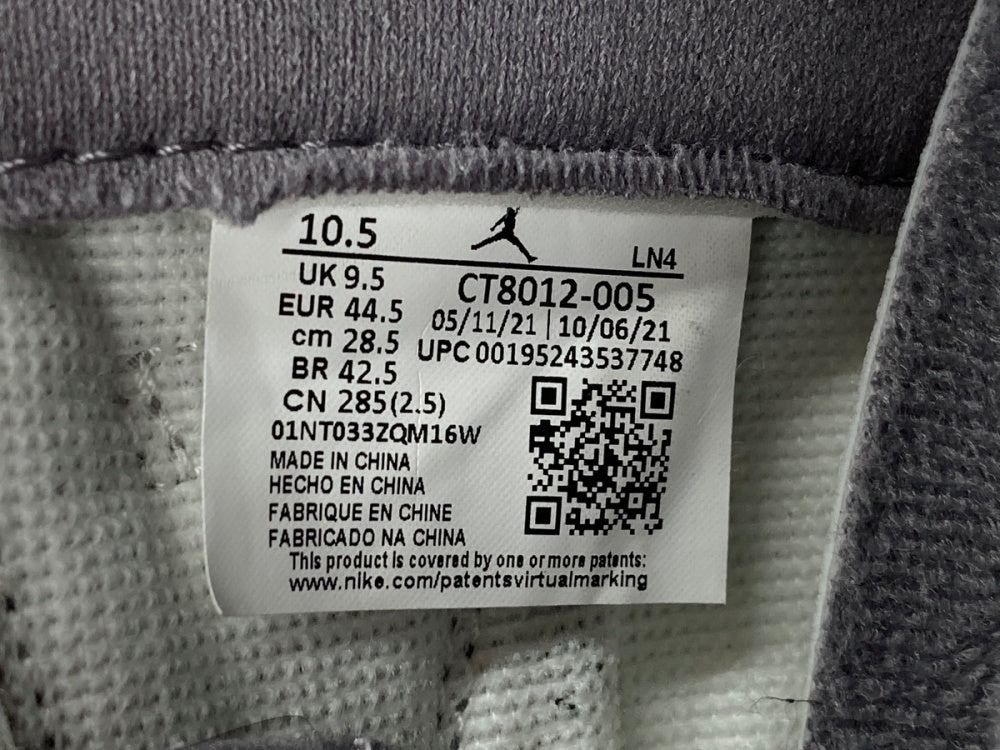 10.5
LN4
UK 9.5
CT8012-005
EUR 44.5
05/11/21 | 10/06/21
cm 28.5
UPC 00195243537748
BR 42.5
CN 285(2.5)
01NT033ZQM16W
MADE IN CHINA
HECHO EN CHINA
FABRIQUE EN CHINE
FABRICADO NA CHINA
This product is covered by one or more patents:
www.nike.com/patentsvirtualmarking